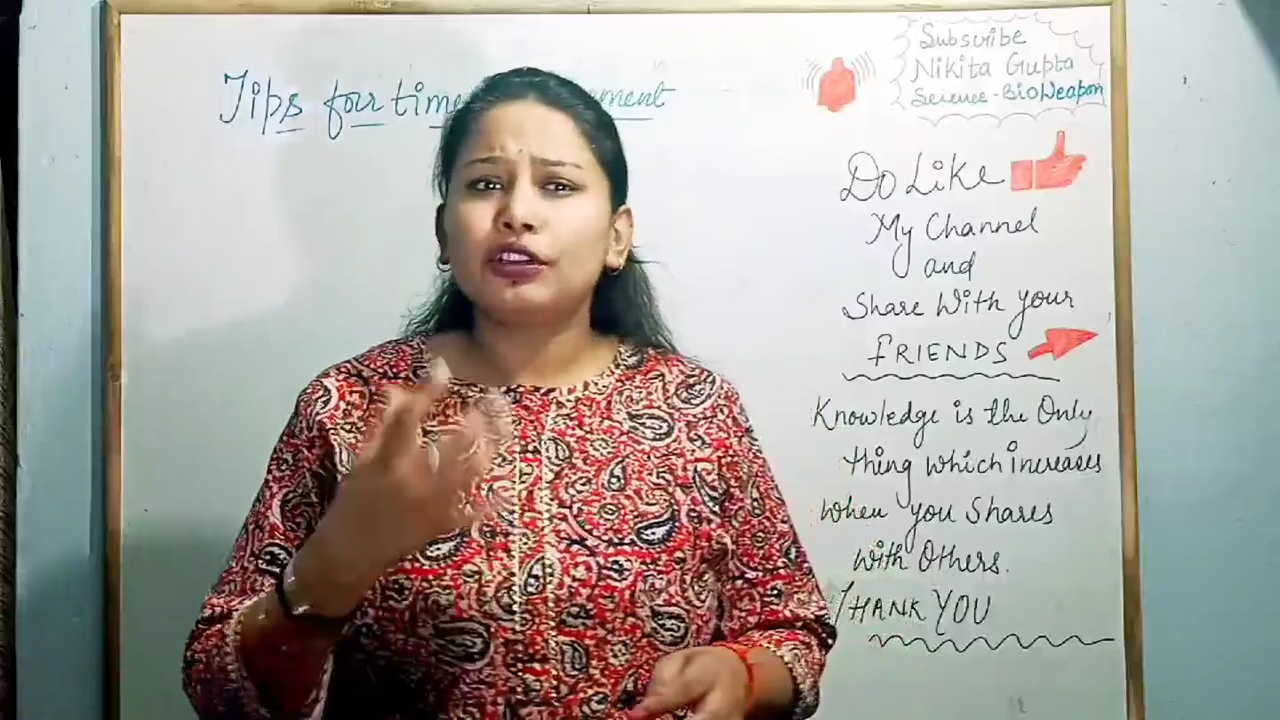 Tips for time ement
Subscribe
Nikita Gupta
Science-BioWeapon
Do Like
My Channel
and
Share With your
fRIENDS
Knowledge is the Only
thing which increases
when you Shares
with Others.
THANK YOU